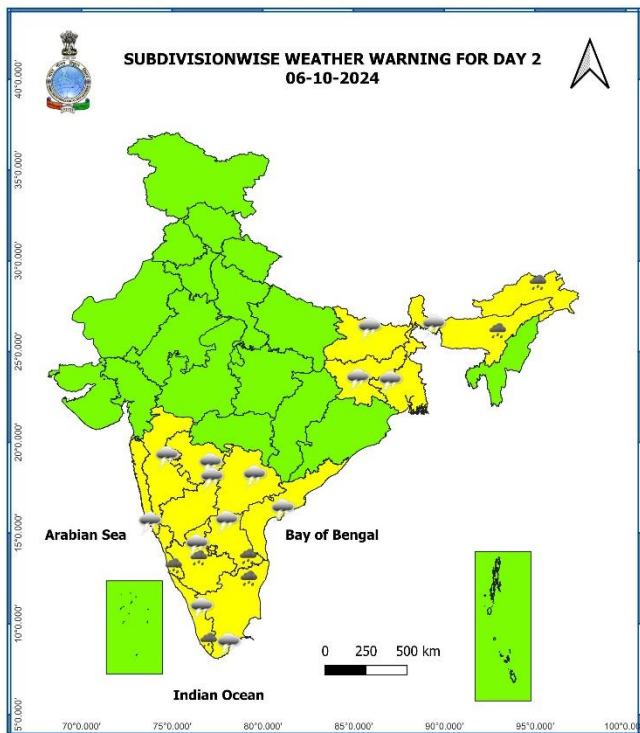 SUBDIVISIONWISE WEATHER WARNING FOR DAY 2
06-10-2024
40°0.000'
35°0.000'
30°0.000'
25°0.000'
20°0.000'
15°0.000'
10°0.000'
5°0.000'
Arabian Sea
Bay of Bengal
0 250 500 km
Indian Ocean
70°0.000' 75°0.000' 80°0.000' 85°0.000' 90°0.000' 95°0.000' 100°0.000'